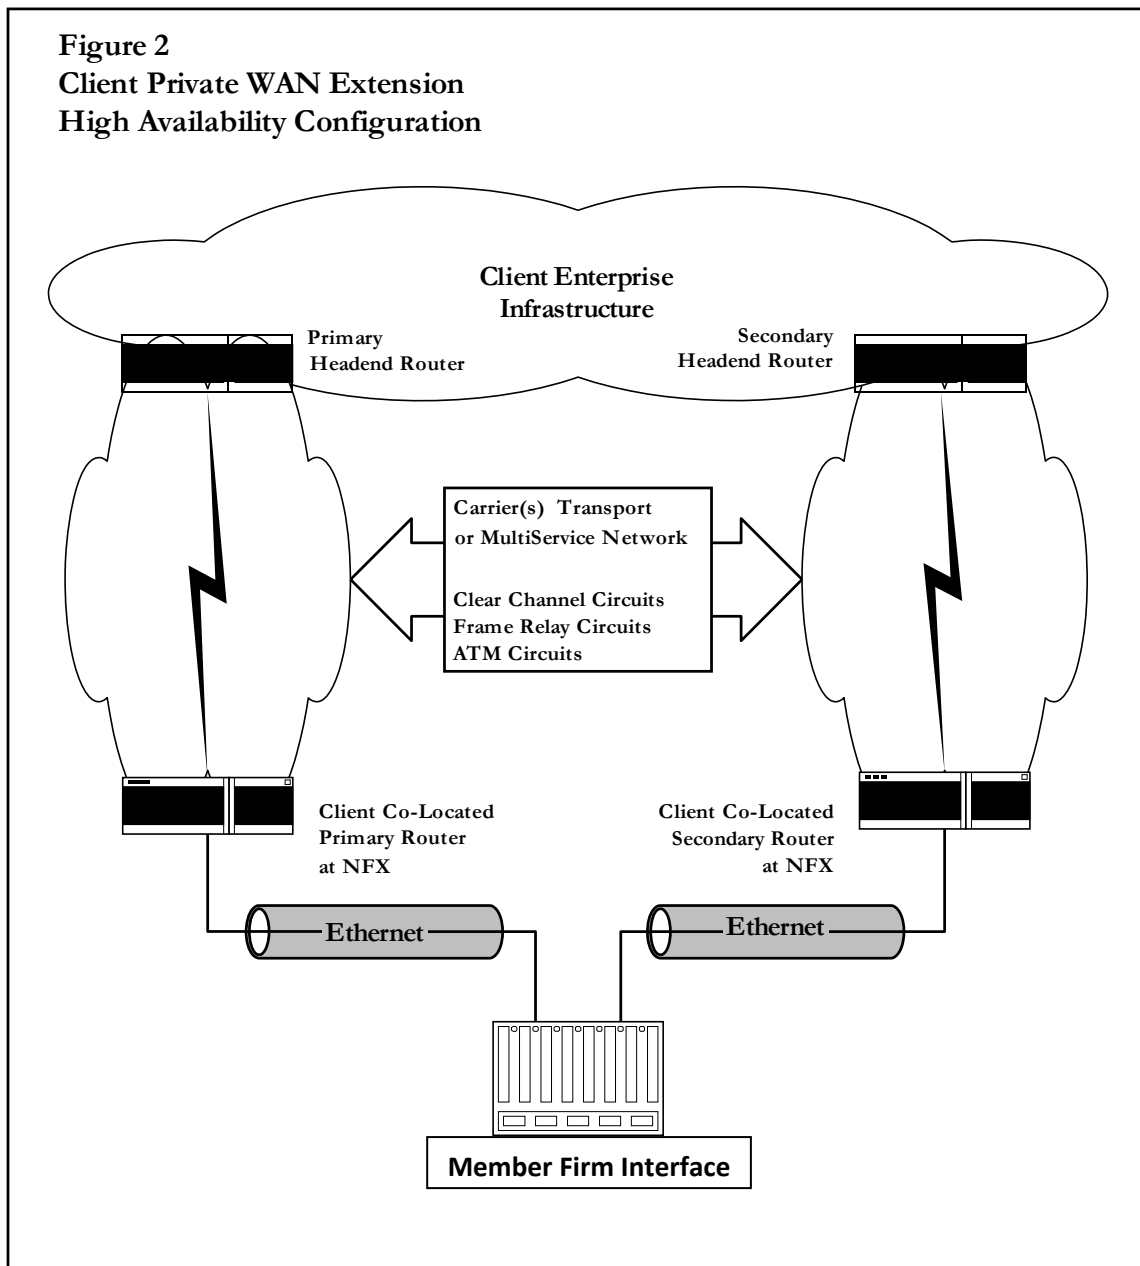 Figure 2
Client Private WAN Extension
High Availability Configuration
Client Enterprise
Infrastructure
Primary
Headend Router
Secondary
Headend Router
Carrier(s) Transport
or MultiService Network
Clear Channel Circuits
Frame Relay Circuits
ATM Circuits
Client Co-Located
Primary Router
at NFX
Client Co-Located
Secondary Router
at NFX
Ethernet
Ethernet
Member Firm Interface